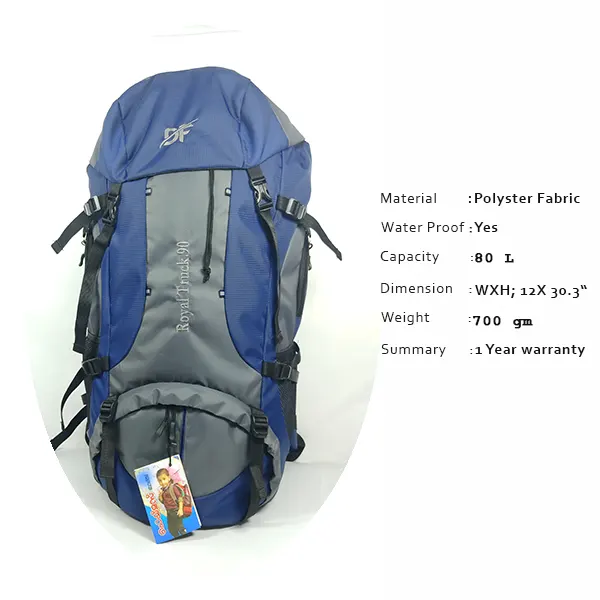 DF
Royal Truck.90
Material :Polyster Fabric
Water Proof :Yes
Capacity :80 L
Dimension : WXH; 12X 30.3“
Weight :700 gm
Summary :1 Year warranty